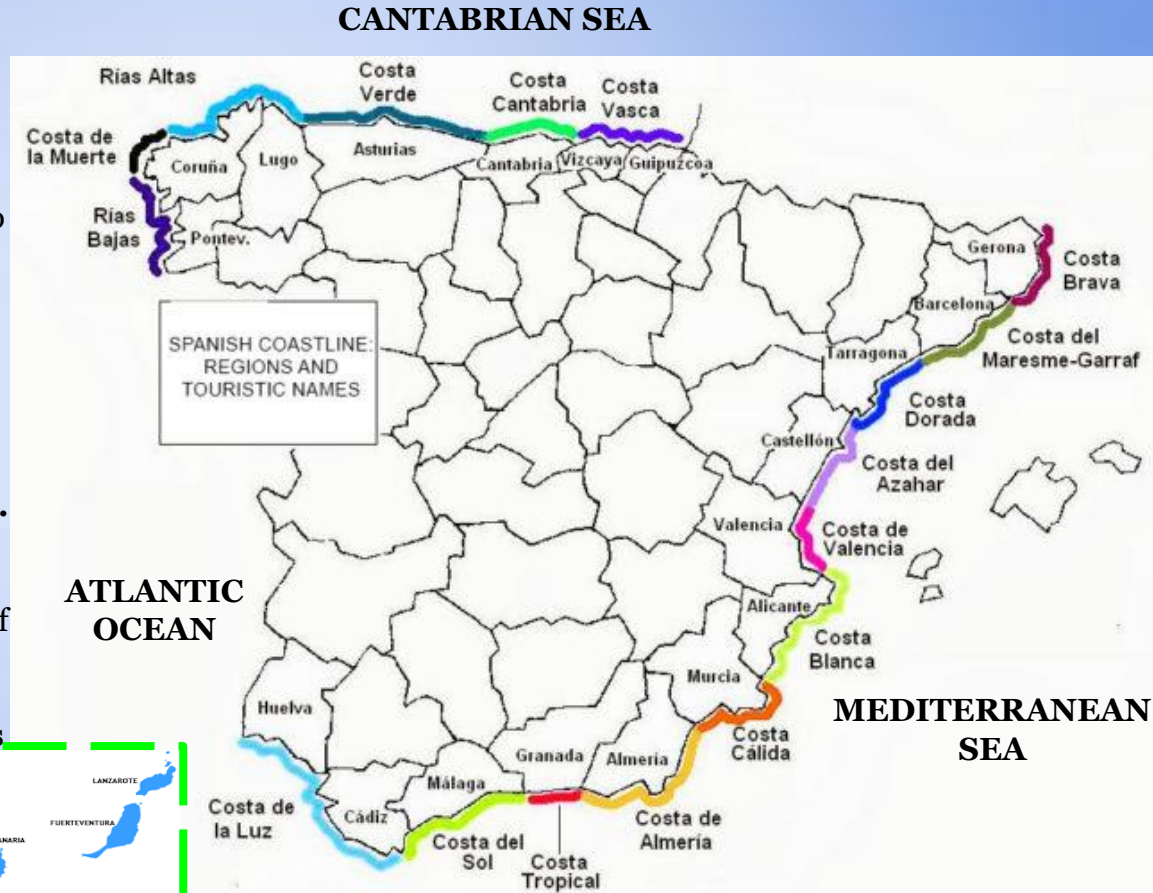 CANTABRIAN SEA
Rías Altas
Costa
Verde
Costa
Cantabria
Costa
Vasca
Costa de
la Muerte
Coruña
Lugo
Asturias
Cantabria
Vizcaya
Guipuzcoa
Rías
Bajas
Pontev.
Gerona
Costa
Brava
Barcelona
SPANISH COASTLINE:
REGIONS AND
TOURISTIC NAMES
Tarragona
Costa del
Maresme-Garraf
Costa
Dorada
Castellón
Costa del
Azahar
Valencia
Costa de
Valencia
ATLANTIC
OCEAN
Alicante
Costa
Blanca
Murcia
Huelva
MEDITERRANEAN
SEA
Costa
Cálida
Granada
Almería
Málaga
LANZAROTE
FUERTEVENTURA
Costa de
la Luz
Cádiz
Costa de
Almería
Costa del
Sol
Costa
Tropical